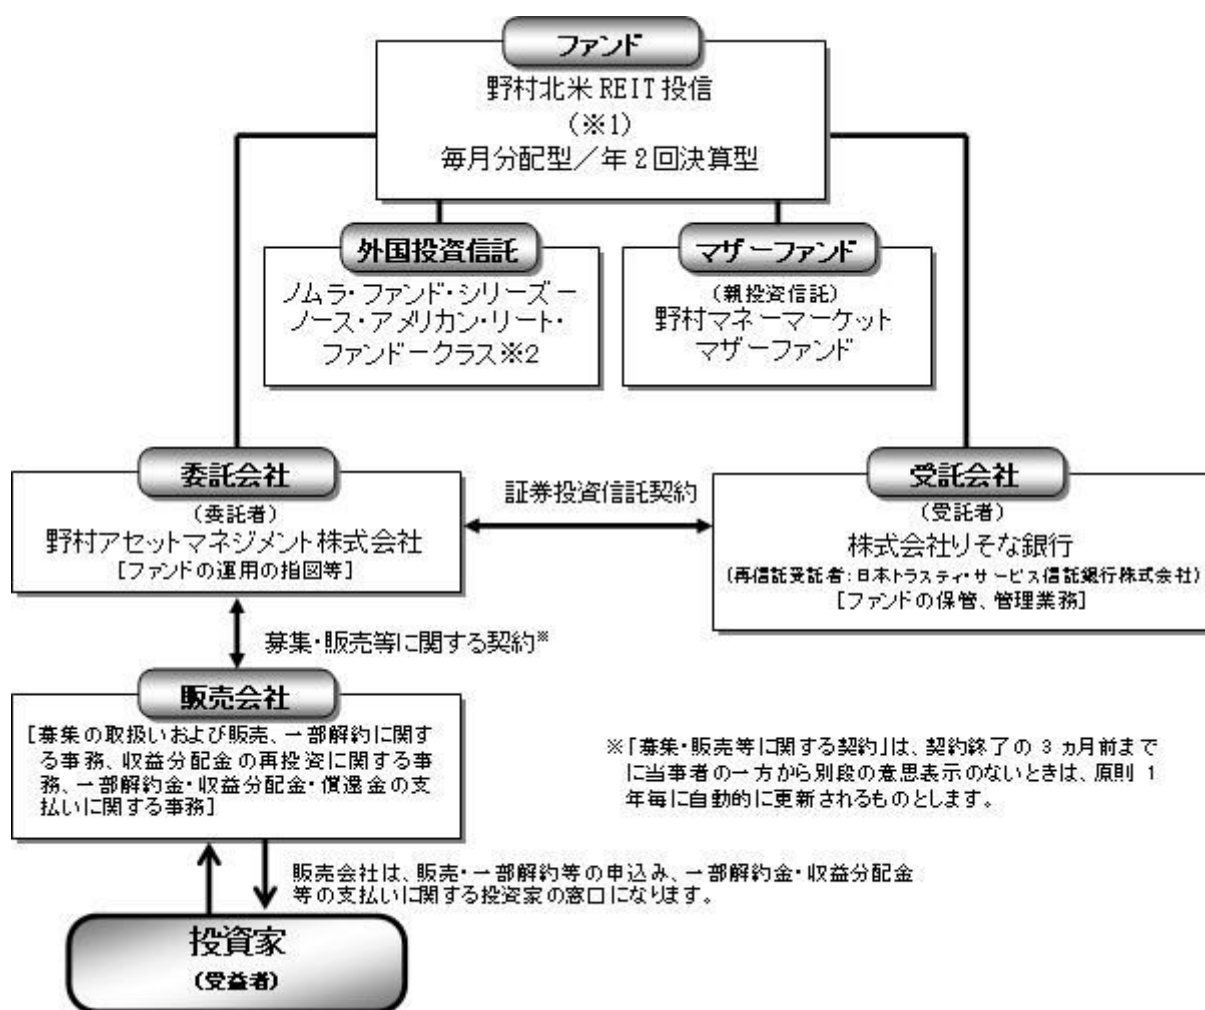 ファンド
野村北米REIT投信
(※1)
毎月分配型／年2回決算型
外国投資信託
ノムラ・ファンド・シリーズー
ノース・アメリカン・リート・
ファンドークラス※2
マザーファンド
(親投資信託)
野村マネーマーケット
マザーファンド
委託会社
(委託者)
野村アセットマネジメント株式会社
[ファンドの運用の指図等]
証券投資信託契約
受託会社
(受託者)
株式会社りそな銀行
(再信託受託者:日本トラスティ・サービス信託銀行株式会社)
[ファンドの保管、管理業務]
募集・販売等に関する契約※
販売会社
[募集の取扱いおよび販売、一部解約に関す
る事務、収益分配金の再投資に関する事
務、一部解約金・収益分配金・償還金の支
払いに関する事務]
※「募集・販売等に関する契約」は、契約終了の3ヵ月前まで
に当事者の一方から別段の意思表示のないときは、原則1
年毎に自動的に更新されるものとします。
販売会社は、販売・一部解約等の申込み、一部解約金・収益分配金
等の支払いに関する投資家の窓口になります。
投資家
(受益者)